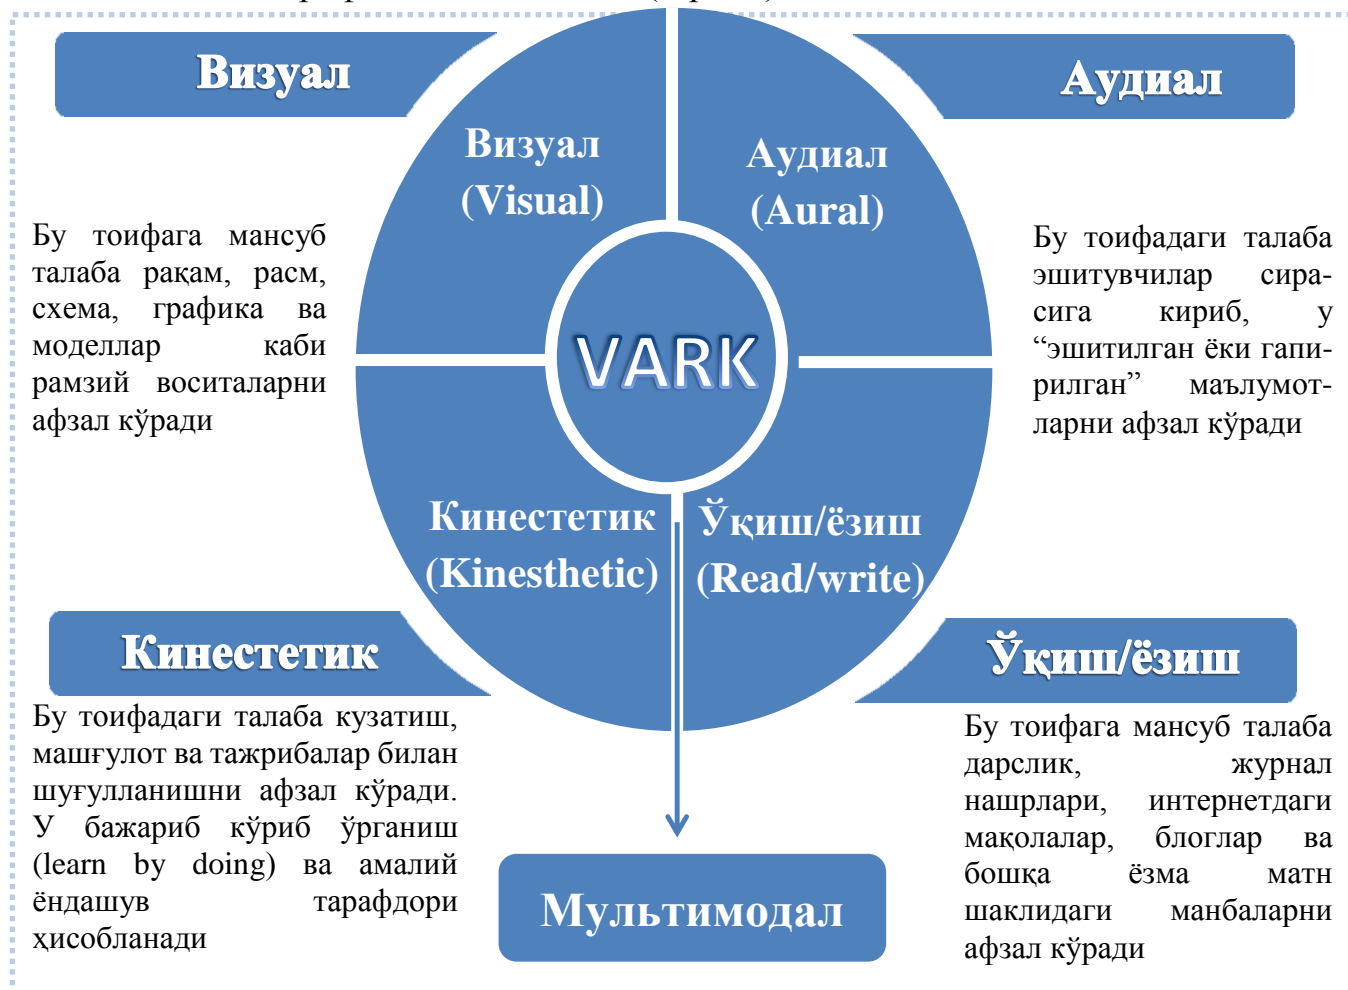 Визуал
Аудиал
Визуал
(Visual)
Аудиал
(Aural)
Бу тоифага мансуб
талаба рақам, расм,
схема, графика ва
моделлар каби
рамзий воситаларни
афзал кўради
Бу тоифадаги талаба
эшитувчилар сира-
сига кириб, у
“эшитилган ёки гапи-
рилган” маълумот-
ларни афзал кўради
VARK
Кинестетик
(Kinesthetic)
Ўқиш/ёзиш
(Read/write)
Кинестетик
Ўқиш/ёзиш
Бу тоифадаги талаба кузатиш,
машғулот ва тажрибалар билан
шуғулланишни афзал кўради.
У бажариб кўриб ўрганиш
(learn by doing) ва амалий
ёндашув тарафдори
ҳисобланади
Бу тоифага мансуб талаба
дарслик, журнал
нашрлари, интернетдаги
мақолалар, блоглар ва
бошқа ёзма матн
шаклидаги манбаларни
афзал кўради
Мультимодал